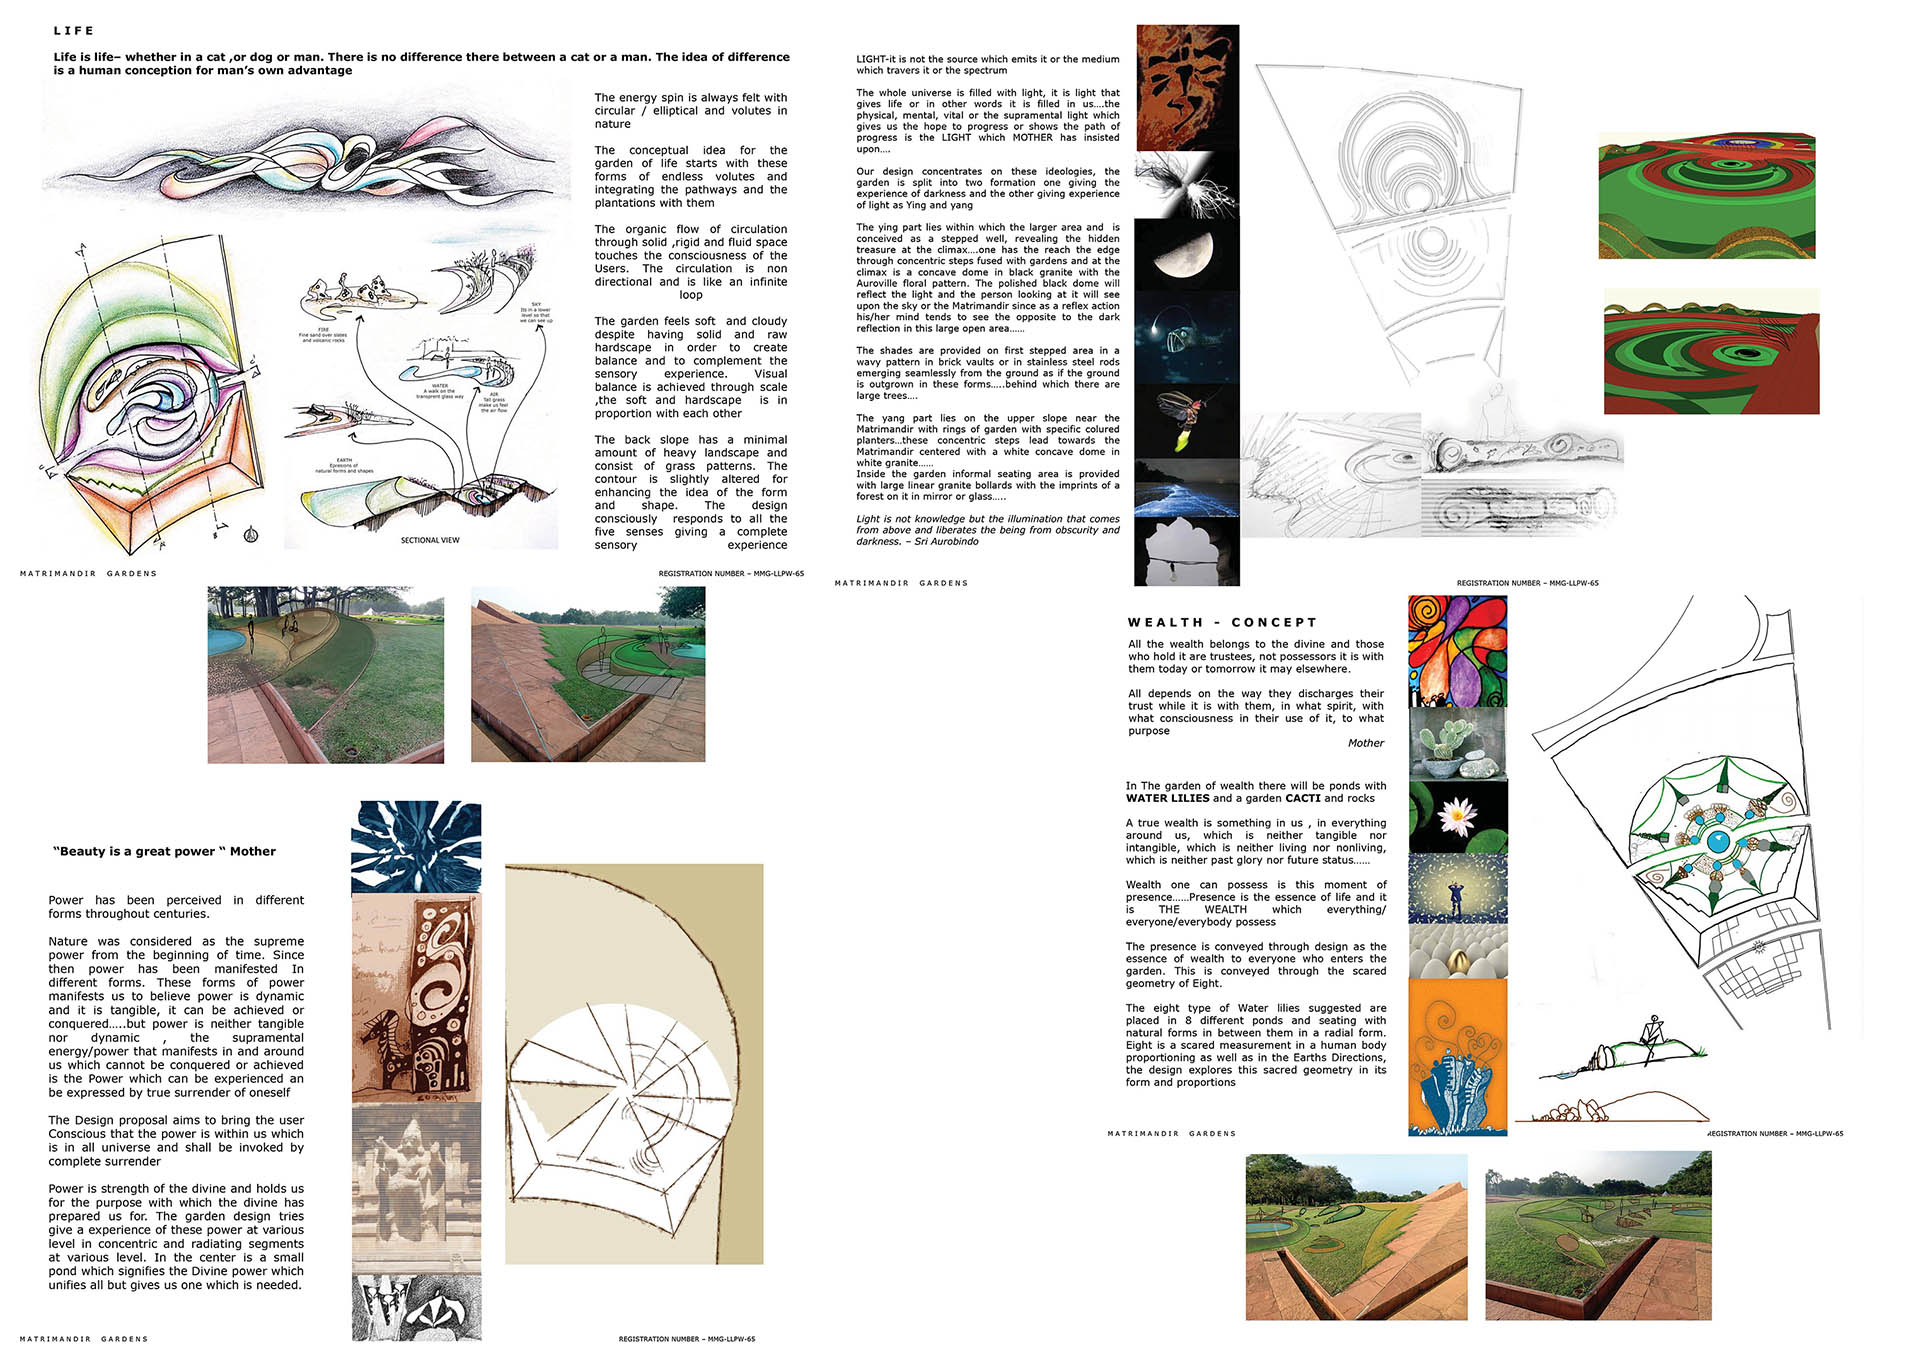 LIFE
Life is life– whether in a cat ,or dog or man. There is no difference there between a cat or a man. The idea of difference
is a human conception for man's own advantage
The energy spin is always felt with
circular / elliptical and volutes in
nature
The conceptual idea for the
garden of life starts with these
forms of endless volutes and
integrating the pathways and the
plantations with them
The organic flow of circulation
through solid ,rigid and fluid space
touches the consciousness of the
Users. The circulation is non
directional and is like an infinite
loop
The garden feels soft and cloudy
despite having solid and raw
hardscape in order to create
balance and to complement the
sensory experience. Visual
balance is achieved through scale
,the soft and hardscape is in
proportion with each other
The back slope has a minimal
amount of heavy landscape and
consist of grass patterns. The
contour is slightly altered for
enhancing the idea of the form
and shape. The design
consciously responds to all the
five senses giving a complete
sensory experience
FIRE
Fine sand over slates
and volcanic rocks
SKY
Its in a lower
level so that
we can see up
WATER
A walk on the
transprent glass way
AIR
Tall grass
make us feel
the air flow
EARTH
Epresions of
natural forms and shapes
SECTIONAL VIEW
MATRIMANDIR GARDENS
REGISTRATION NUMBER – MMG-LLPW-65
LIGHT-it is not the source which emits it or the medium
which travers it or the spectrum
The whole universe is filled with light, it is light that
gives life or in other words it is filled in us....the
physical, mental, vital or the supramental light which
gives us the hope to progress or shows the path of
progress is the LIGHT which MOTHER has insisted
upon....
Our design concentrates on these ideologies, the
garden is split into two formation one giving the
experience of darkness and the other giving experience
of light as Ying and yang
The ying part lies within which the larger area and is
conceived as a stepped well, revealing the hidden
treasure at the climax....one has the reach the edge
through concentric steps fused with gardens and at the
climax is a concave dome in black granite with the
Auroville floral pattern. The polished black dome will
reflect the light and the person looking at it will see
upon the sky or the Matrimandir since as a reflex action
his/her mind tends to see the opposite to the dark
reflection in this large open area......
The shades are provided on first stepped area in a
wavy pattern in brick vaults or in stainless steel rods
emerging seamlessly from the ground as if the ground
is outgrown in these forms.....behind which there are
large trees....
The yang part lies on the upper slope near the
Matrimandir with rings of garden with specific colured
planters...these concentric steps lead towards the
Matrimandir centered with a white concave dome in
white granite......
Inside the garden informal seating area is provided
with large linear granite bollards with the imprints of a
forest on it in mirror or glass.....
Light is not knowledge but the illumination that comes
from above and liberates the being from obscurity and
darkness. – Sri Aurobindo
MATRIMANDIR GARDENS
REGISTRATION NUMBER – MMG-LLPW-65
"Beauty is a great power " Mother
Power has been perceived in different
forms throughout centuries.
Nature was considered as the supreme
power from the beginning of time. Since
then power has been manifested In
different forms. These forms of power
manifests us to believe power is dynamic
and it is tangible, it can be achieved or
conquered.....but power is neither tangible
nor dynamic , the supramental
energy/power that manifests in and around
us which cannot be conquered or achieved
is the Power which can be experienced an
be expressed by true surrender of oneself
The Design proposal aims to bring the user
Conscious that the power is within us which
is in all universe and shall be invoked by
complete surrender
Power is strength of the divine and holds us
for the purpose with which the divine has
prepared us for. The garden design tries
give a experience of these power at various
level in concentric and radiating segments
at various level. In the center is a small
pond which signifies the Divine power which
unifies all but gives us one which is needed.
MATRIMANDIR GARDENS
REGISTRATION NUMBER – MMG-LLPW-65
WEALTH - CONCEPT
All the wealth belongs to the divine and those
who hold it are trustees, not possessors it is with
them today or tomorrow it may elsewhere.
All depends on the way they discharges their
trust while it is with them, in what spirit, with
what consciousness in their use of it, to what
purpose
Mother
In The garden of wealth there will be ponds with
WATER LILIES and a garden CACTI and rocks
A true wealth is something in us , in everything
around us, which is neither tangible nor
intangible, which is neither living nor nonliving,
which is neither past glory nor future status......
Wealth one can possess is this moment of
presence......Presence is the essence of life and it
is THE WEALTH which everything/
everyone/everybody possess
The presence is conveyed through design as the
essence of wealth to everyone who enters the
garden. This is conveyed through the scared
geometry of Eight.
The eight type of Water lilies suggested are
placed in 8 different ponds and seating with
natural forms in between them in a radial form.
Eight is a scared measurement in a human body
proportioning as well as in the Earths Directions,
the design explores this sacred geometry in its
form and proportions
MATRIMANDIR GARDENS
REGISTRATION NUMBER – MMG-LLPW-65